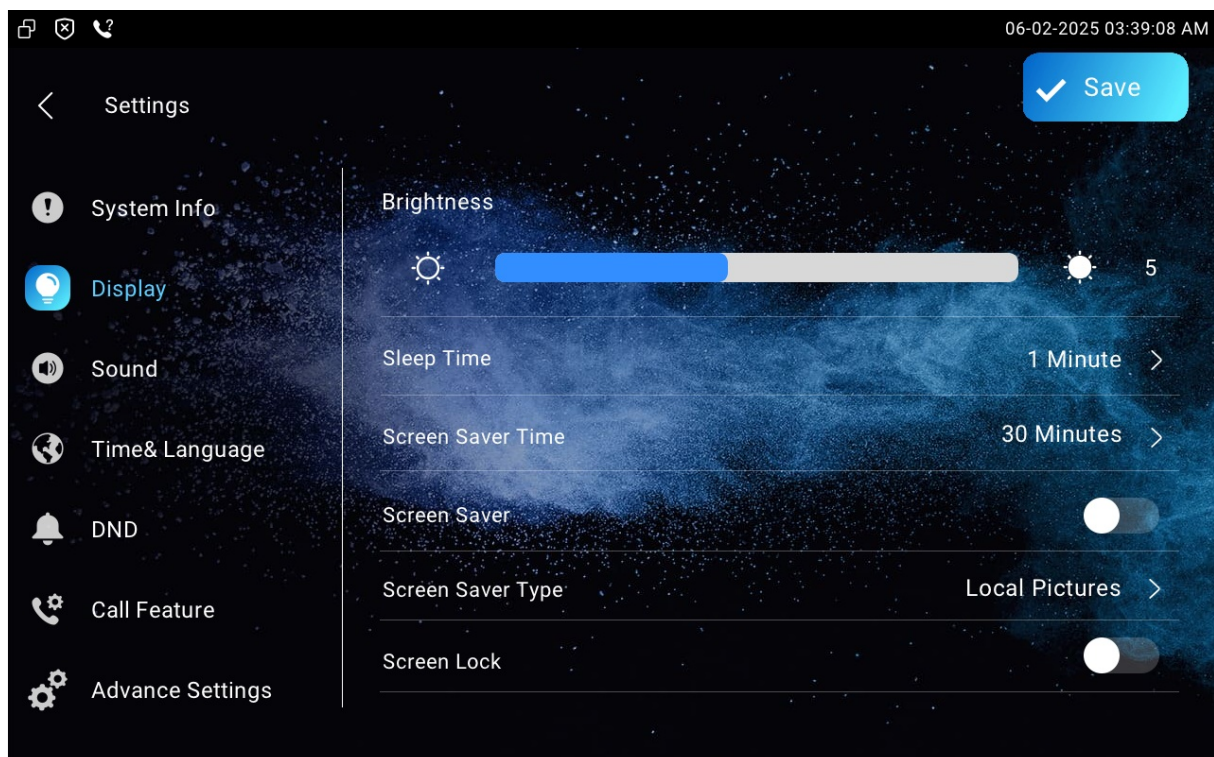 06-02-2025 03:39:08 AM
Settings
Save
System Info
Display
Sound
Time& Language
DND
Call Feature
Advance Settings
Brightness
5
Sleep Time 1 Minute
Screen Saver Time 30 Minutes
Screen Saver
Screen Saver Type Local Pictures
Screen Lock